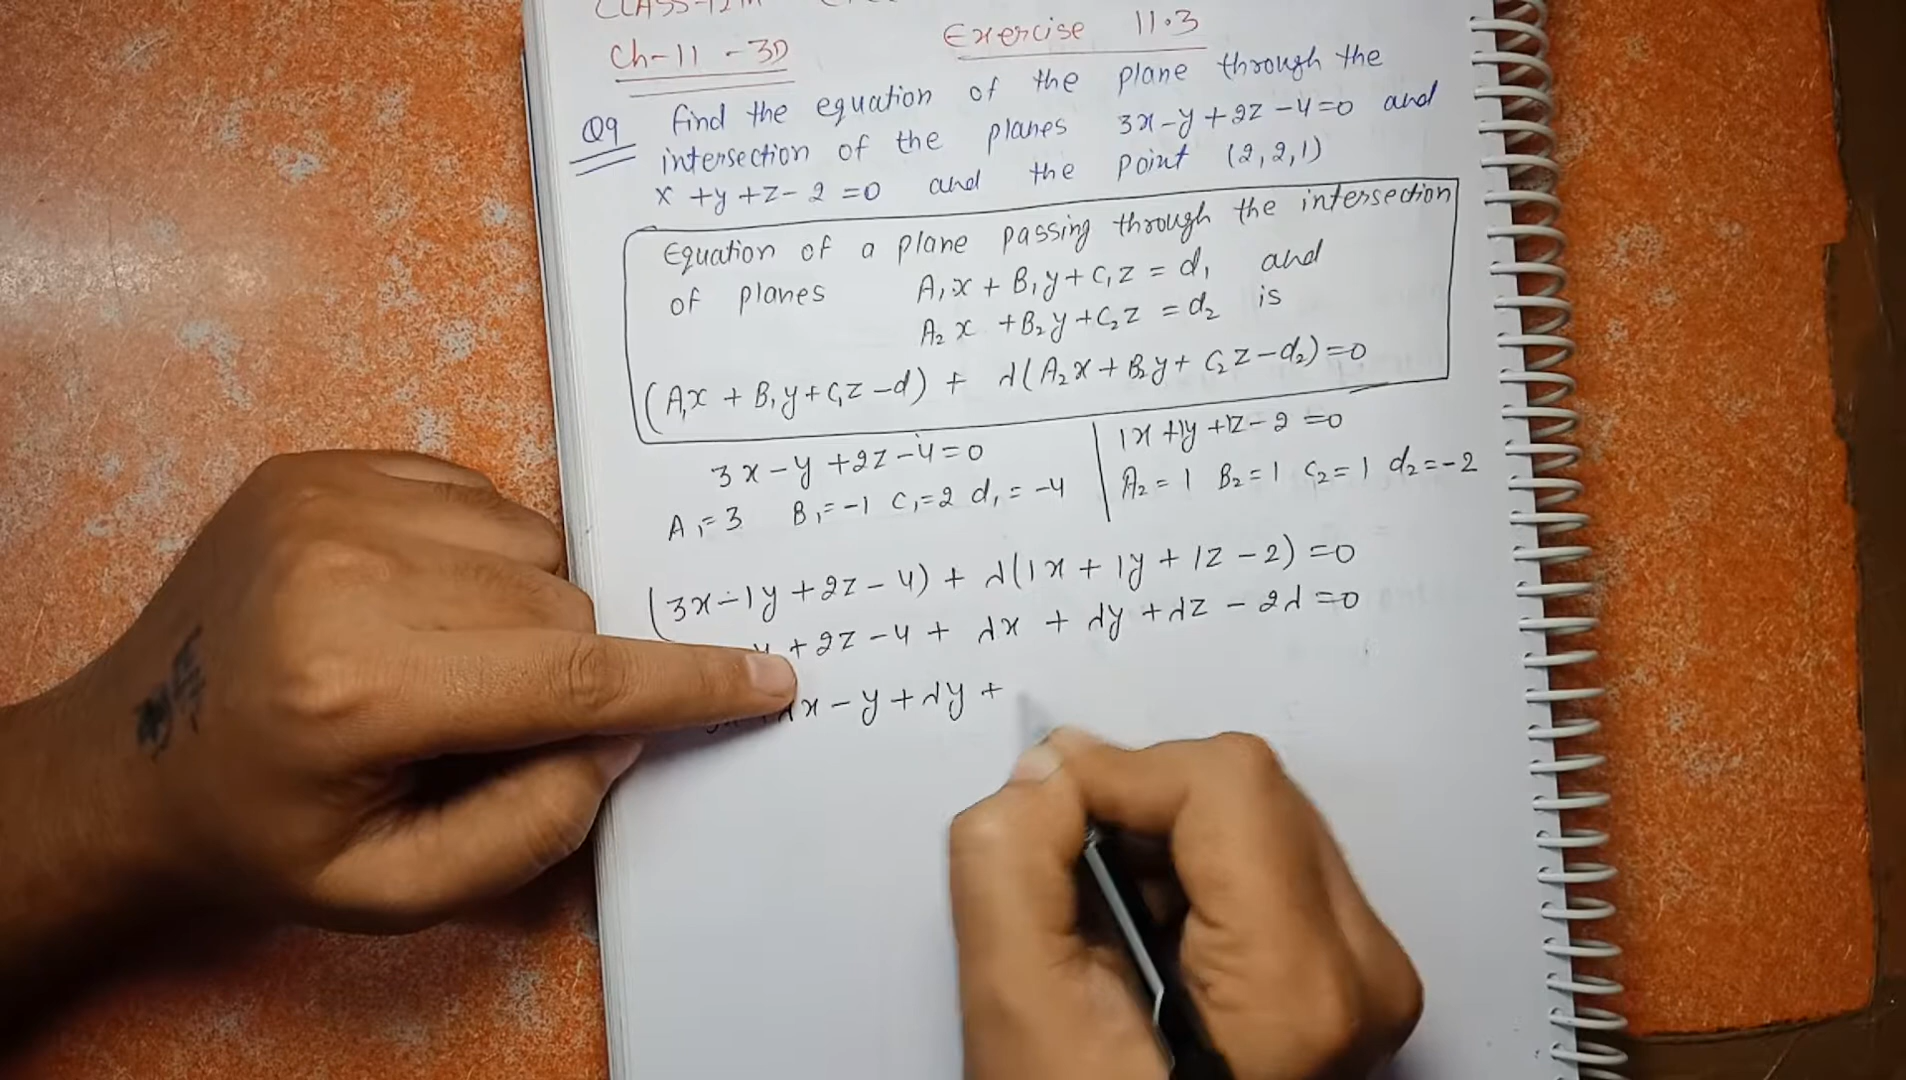 CLASS-12th
Ch-11 - 3D Exercise 11.3
Q9 Find the equation of the plane through the
intersection of the planes 3x-y+2z-4=0 and
x+y+z-2=0 and the point (2,2,1)
Equation of a plane passing through the intersection
of planes A₁x + B₁y + C₁z = d₁ and
A₂x + B₂y + C₂z = d₂ is
(A₁x + B₁y + C₁z - d) + λ(A₂x + B₂y + C₂z - d₂) = 0
3x - y + 2z - 4 = 0
A₁ = 3 B₁ = -1 C₁ = 2 d₁ = -4
1x + 1y + 1z - 2 = 0
A₂ = 1 B₂ = 1 C₂ = 1 d₂ = -2
(3x - 1y + 2z - 4) + λ(1x + 1y + 1z - 2) = 0
y + 2z - 4 + λx + λy + λz - 2λ = 0
λx - y + λy +